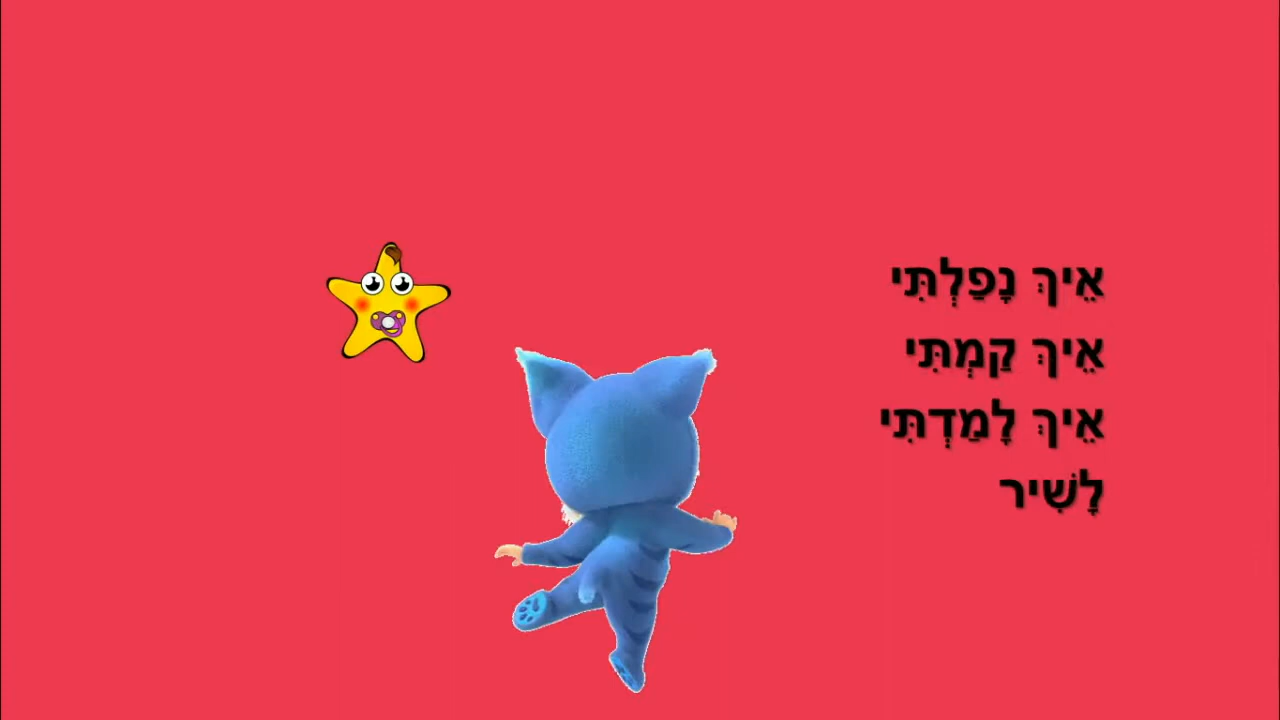 אֵיךְ נָפַלְתִּי
אֵיךְ קַמְתִּי
אֵיךְ לָמַדְתִּי
לָשִׁיר